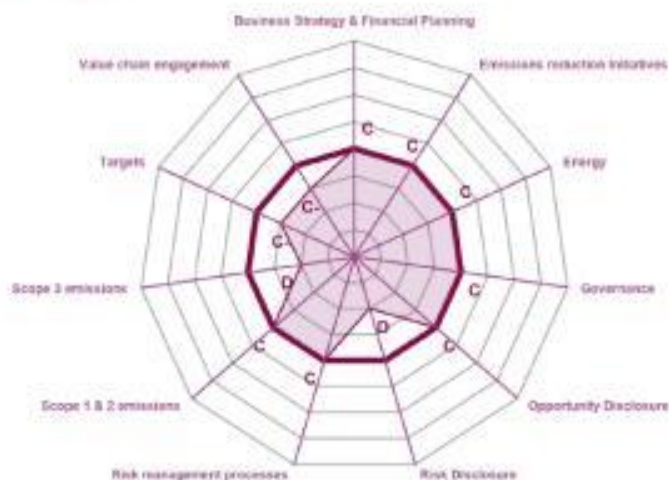 Business Strategy & Financial Planning
Value chain engagement
Emissions reduction initiatives
C
C
Targets
Energy
C-
C
C-
Scope 3 emissions
D
C
Governance
D
C
C
C
Scope 1 & 2 emissions
Opportunity Disclosure
Risk management processes
Risk Disclosure